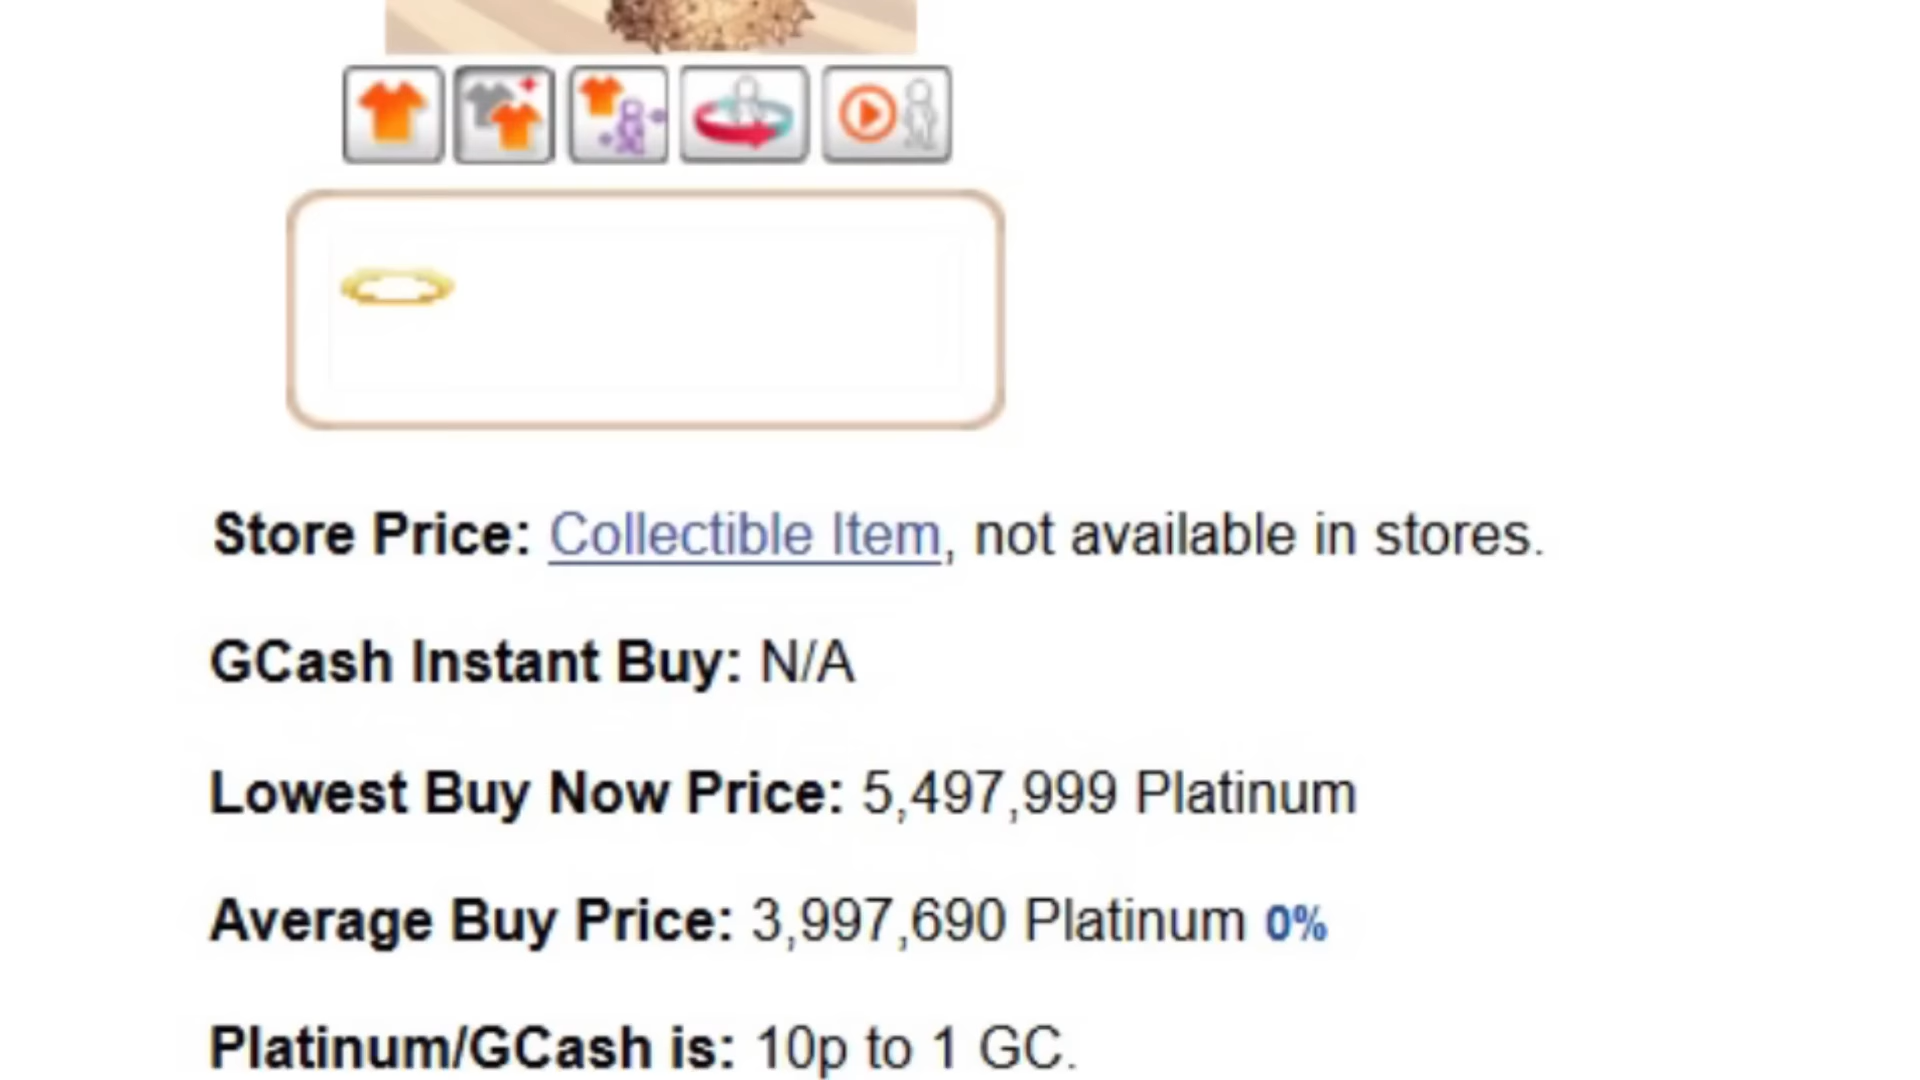 Store Price: Collectible Item, not available in stores.
GCash Instant Buy: N/A
Lowest Buy Now Price: 5,497,999 Platinum
Average Buy Price: 3,997,690 Platinum 0%
Platinum/GCash is: 10p to 1 GC.